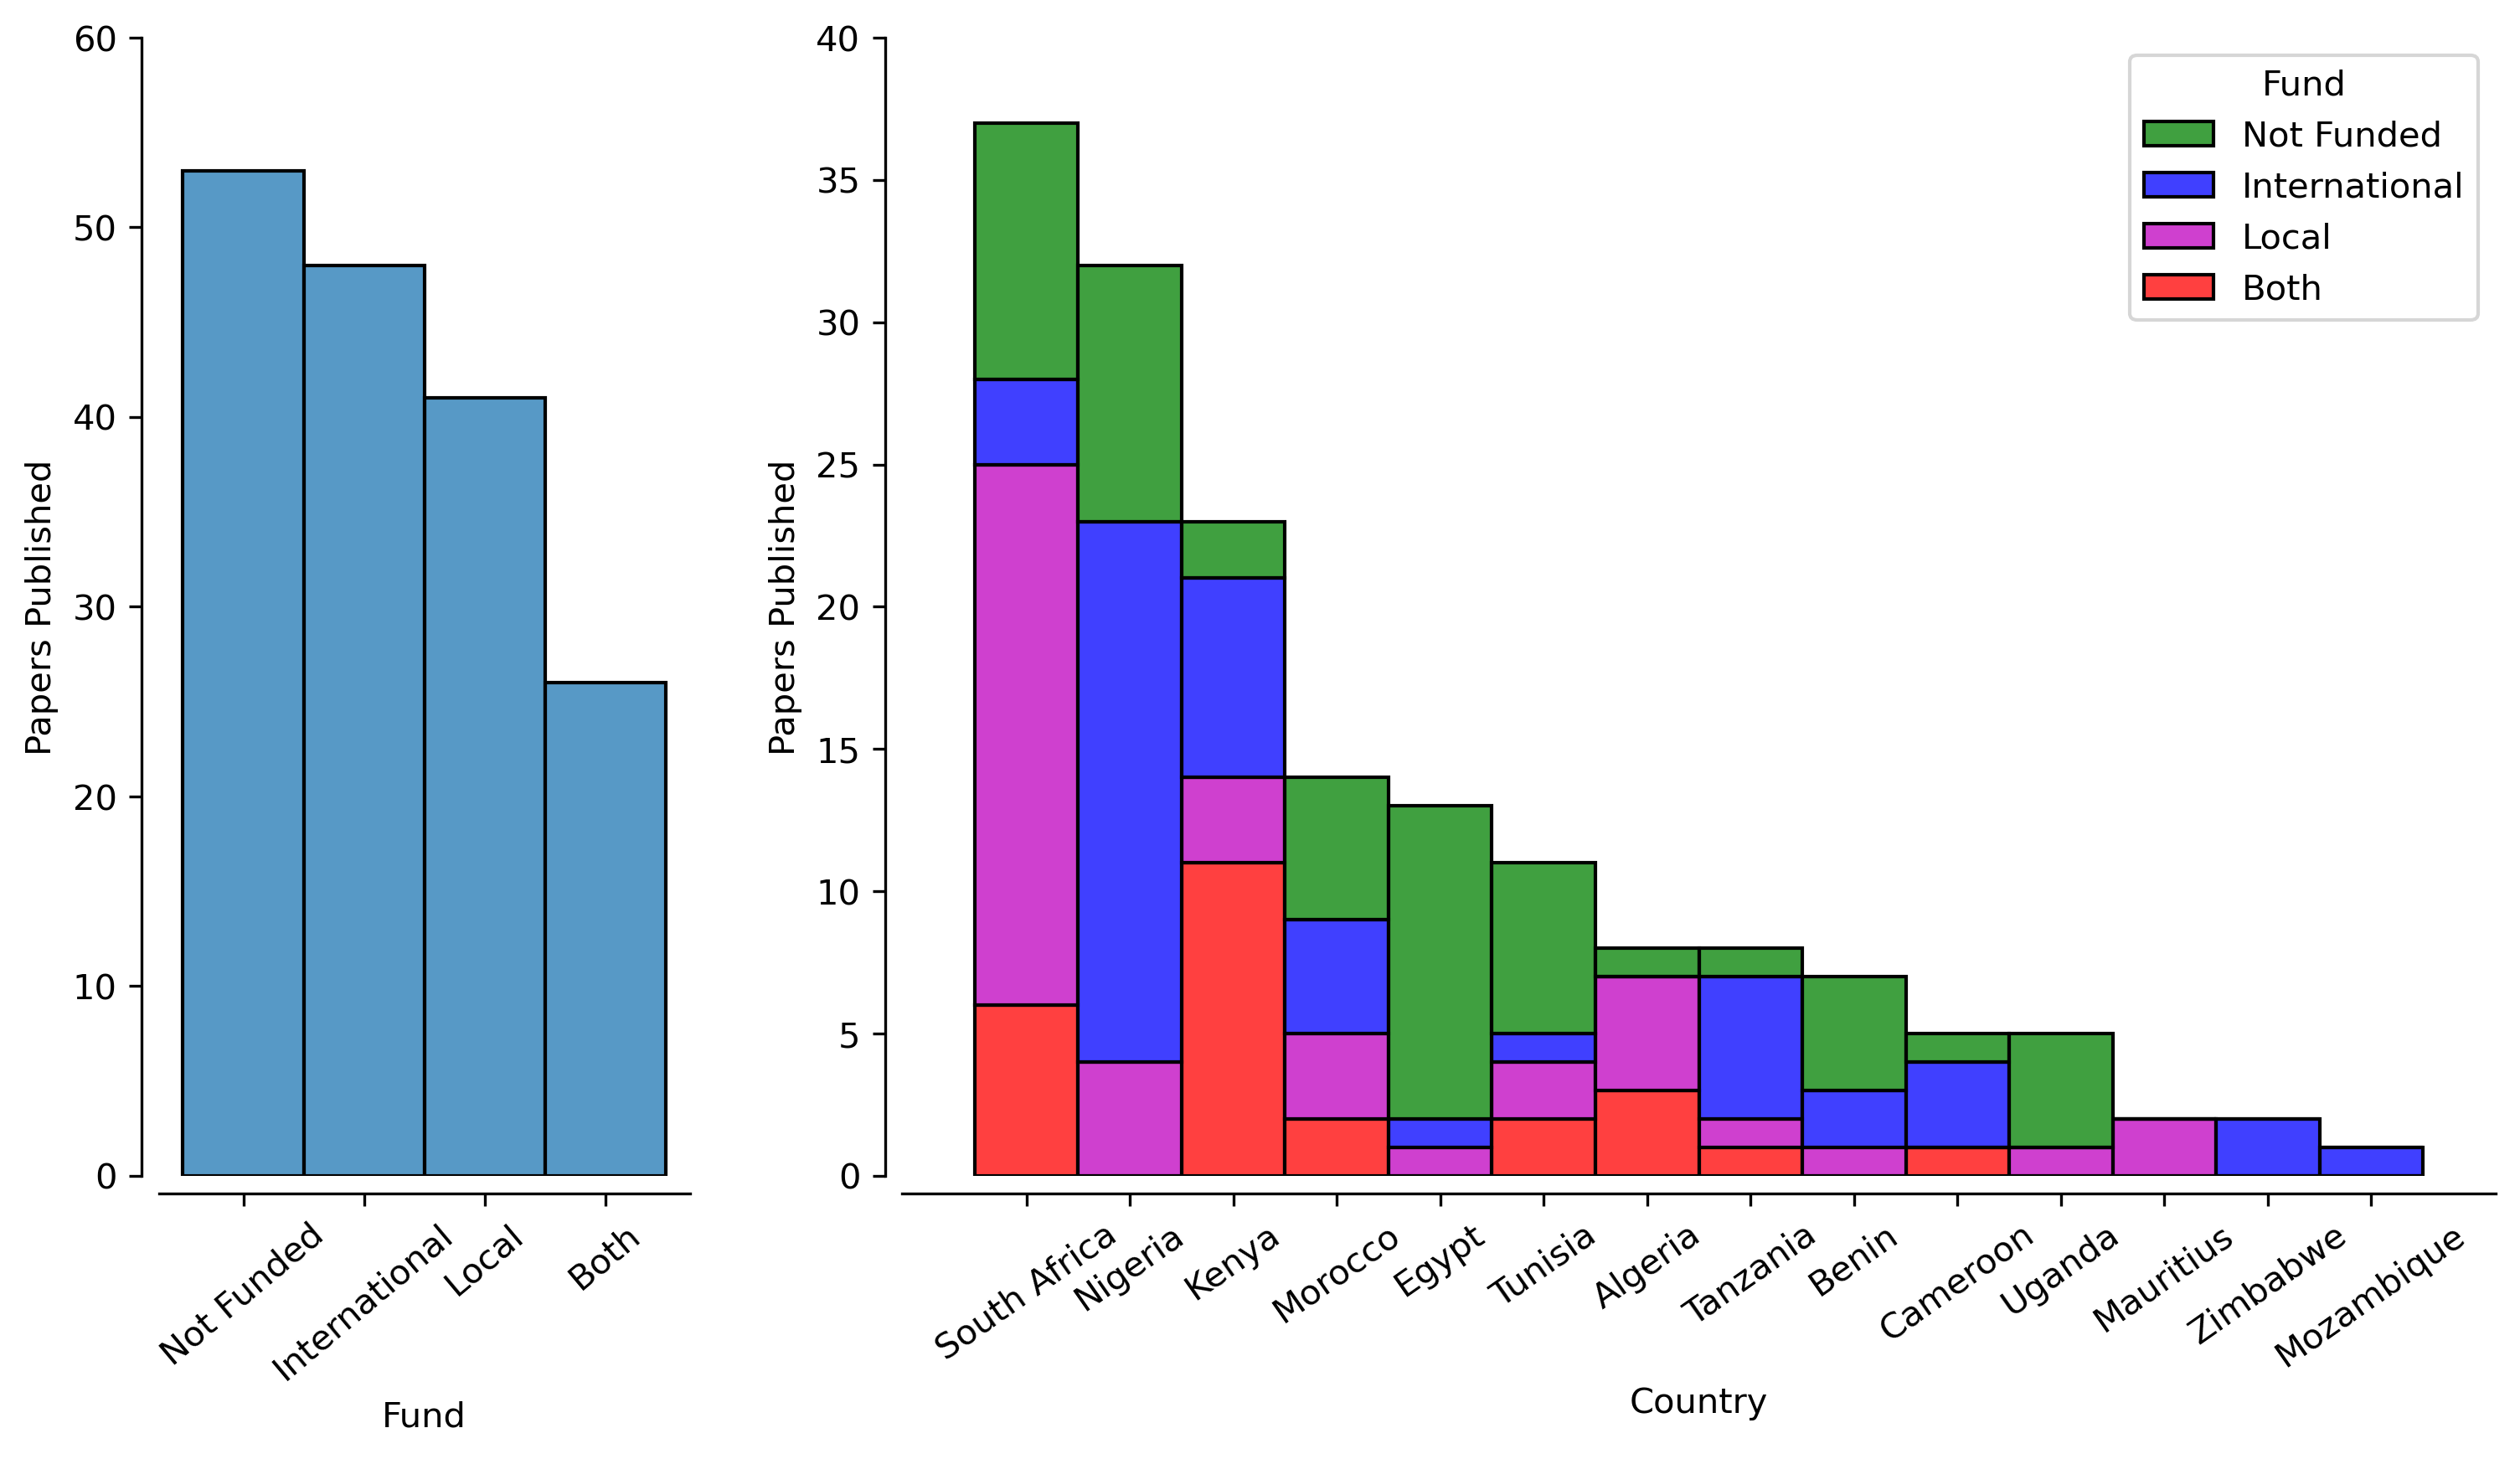 60
50
40
30
20
10
0
Papers Published
Not Funded
International
Local
Both
Fund
40
35
30
25
20
15
10
5
0
Papers Published
South Africa
Nigeria
Kenya
Morocco
Egypt
Tunisia
Algeria
Tanzania
Benin
Cameroon
Uganda
Mauritius
Zimbabwe
Mozambique
Country
Fund
Not Funded
International
Local
Both